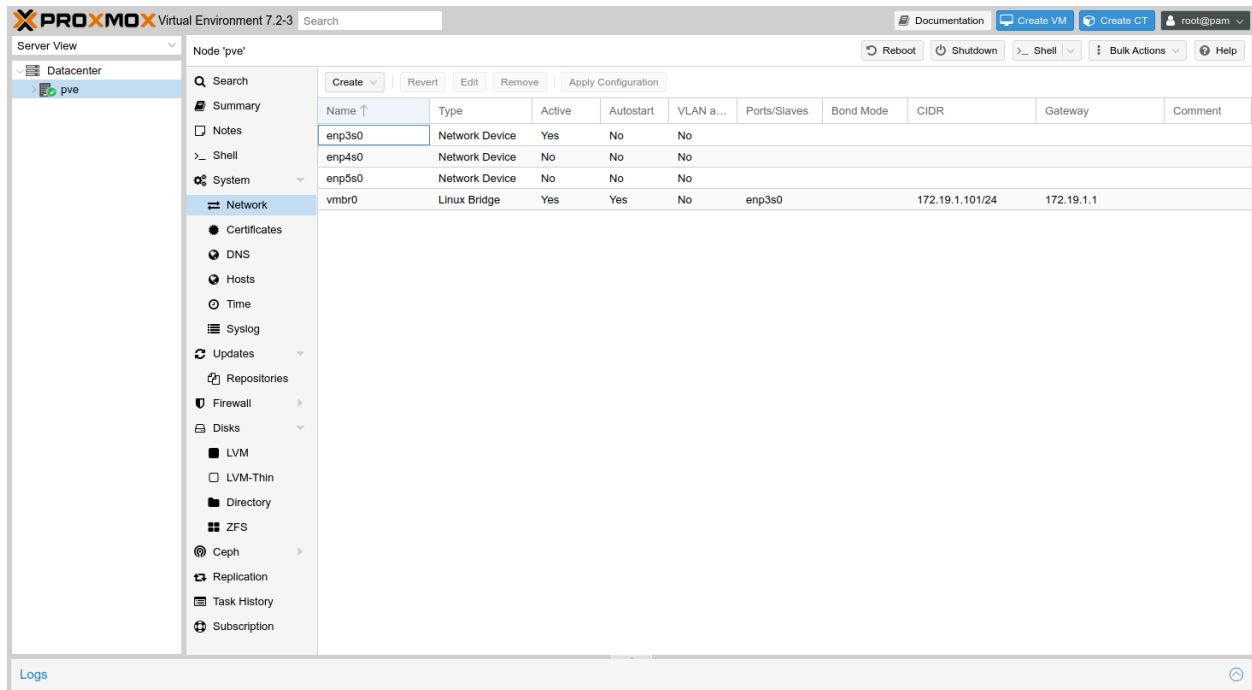 PROXMOX Virtual Environment 7.2-3 Search Documentation Create VM Create CT root@pam
Server View
Node 'pve' Reboot Shutdown >_ Shell Bulk Actions Help
Datacenter
pve
Search
Summary
Notes
>_ Shell
System
Network
Certificates
DNS
Hosts
Time
Syslog
Updates
Repositories
Firewall
Disks
LVM
LVM-Thin
Directory
ZFS
Ceph
Replication
Task History
Subscription
Create Revert Edit Remove Apply Configuration
Name ↑ Type Active Autostart VLAN a... Ports/Slaves Bond Mode CIDR Gateway Comment
enp3s0 Network Device Yes No No
enp4s0 Network Device No No No
enp5s0 Network Device No No No
vmbr0 Linux Bridge Yes Yes No enp3s0 172.19.1.101/24 172.19.1.1
Logs